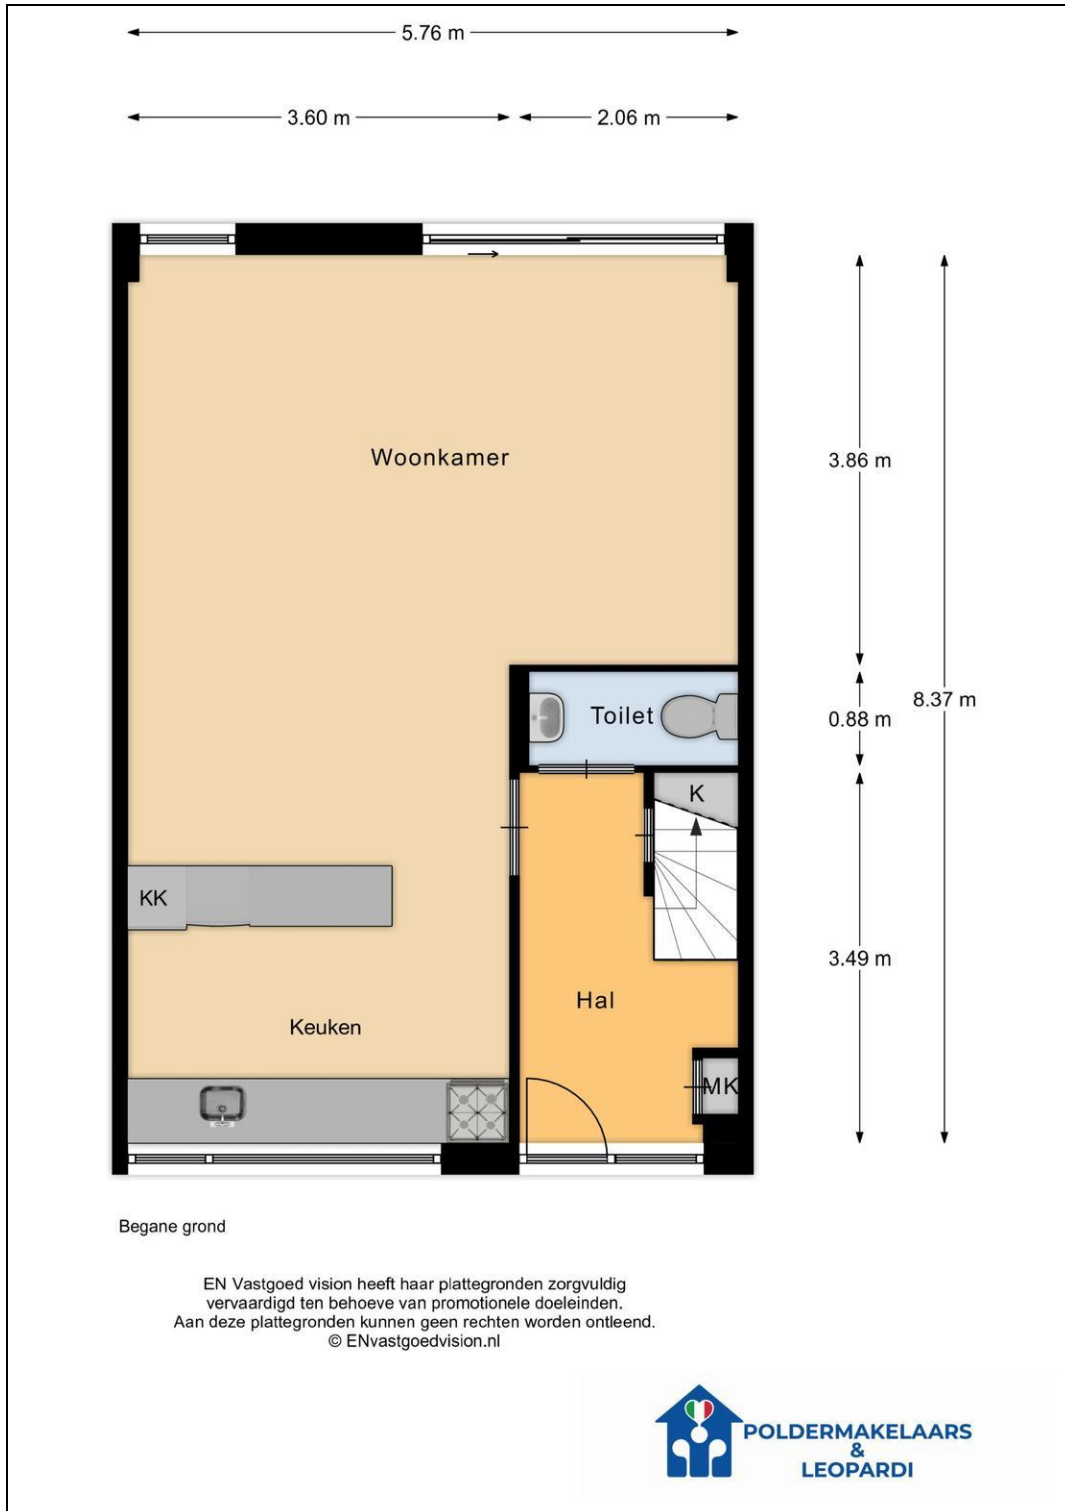 5.76 m
3.60 m
2.06 m
Woonkamer
3.86 m
Toilet
0.88 m
8.37 m
K
KK
3.49 m
Hal
Keuken
MK
Begane grond
EN Vastgoed vision heeft haar plattegronden zorgvuldig
vervaardigd ten behoeve van promotionele doeleinden.
Aan deze plattegronden kunnen geen rechten worden ontleend.
© ENvastgoedvision.nl
POLDERMAKELAARS
&
LEOPARDI